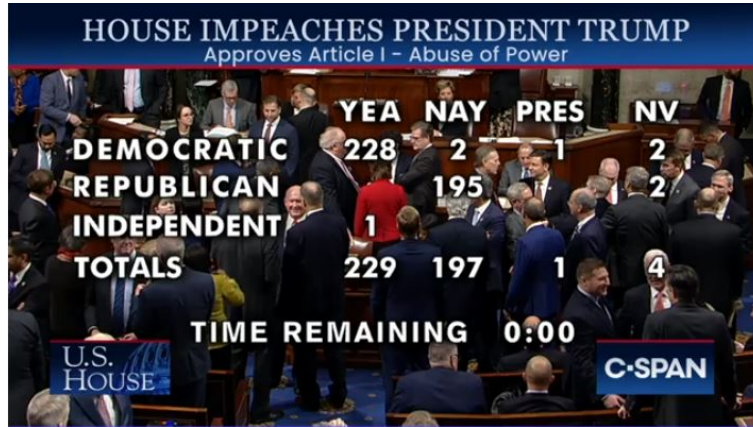 HOUSE IMPEACHES PRESIDENT TRUMP
Approves Article I - Abuse of Power
YEA NAY PRES NV
DEMOCRATIC 228 2 1 2
REPUBLICAN 195 2
INDEPENDENT 1
TOTALS 229 197 1 4
TIME REMAINING 0:00
U.S.
HOUSE
C·SPAN